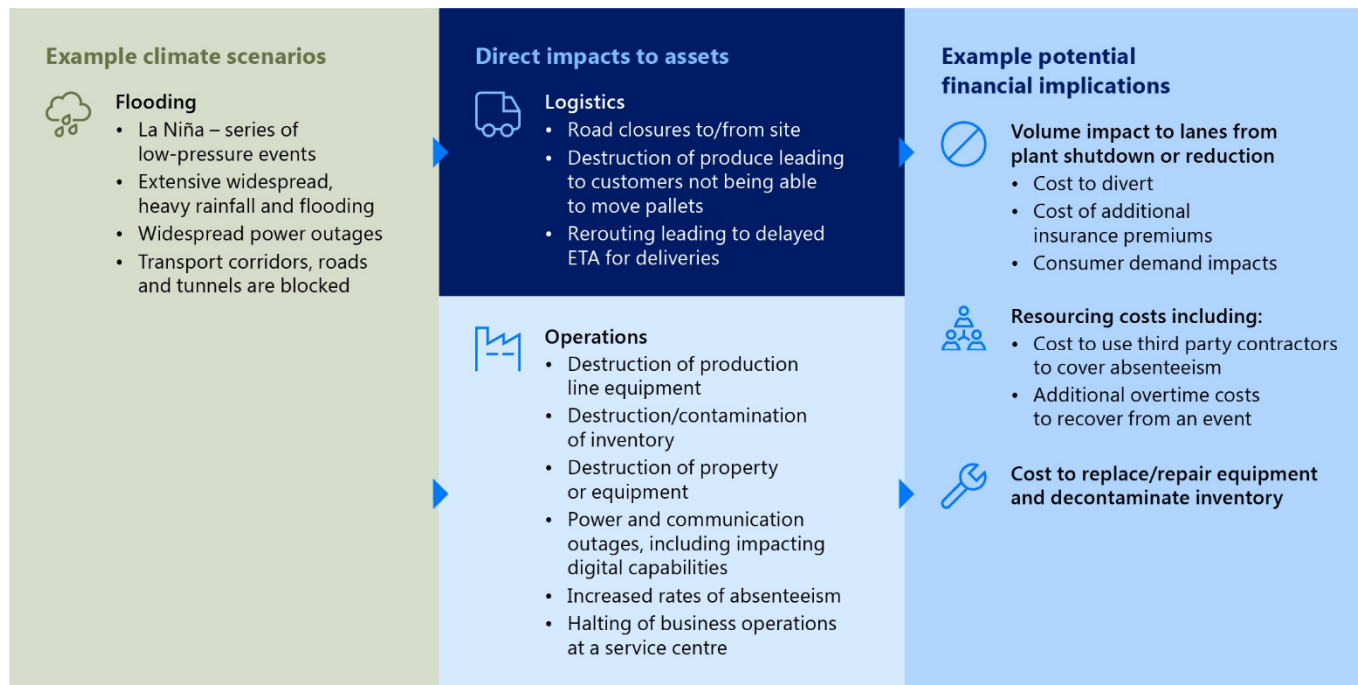 Example climate scenarios
Flooding
• La Niña – series of
low-pressure events
• Extensive widespread,
heavy rainfall and flooding
• Widespread power outages
• Transport corridors, roads
and tunnels are blocked
Direct impacts to assets
Logistics
• Road closures to/from site
• Destruction of produce leading
to customers not being able
to move pallets
• Rerouting leading to delayed
ETA for deliveries
Operations
• Destruction of production
line equipment
• Destruction/contamination
of inventory
• Destruction of property
or equipment
• Power and communication
outages, including impacting
digital capabilities
• Increased rates of absenteeism
• Halting of business operations
at a service centre
Example potential
financial implications
Volume impact to lanes from
plant shutdown or reduction
• Cost to divert
• Cost of additional
insurance premiums
• Consumer demand impacts
Resourcing costs including:
• Cost to use third party contractors
to cover absenteeism
• Additional overtime costs
to recover from an event
Cost to replace/repair equipment
and decontaminate inventory